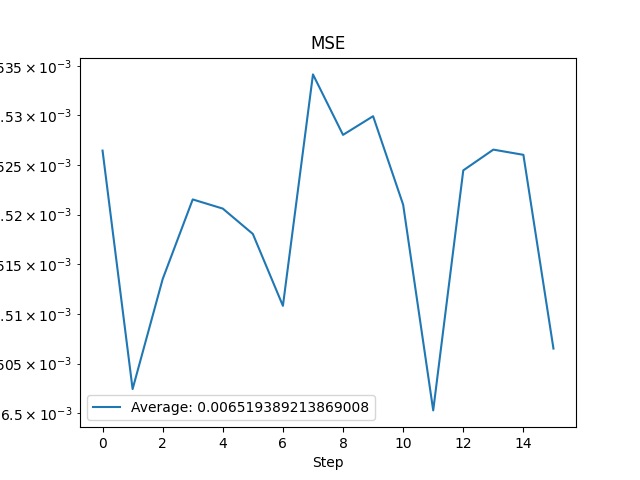 MSE
535 × 10⁻³
.53 × 10⁻³
525 × 10⁻³
.52 × 10⁻³
515 × 10⁻³
.51 × 10⁻³
505 × 10⁻³
6.5 × 10⁻³
Average: 0.006519389213869008
0 2 4 6 8 10 12 14
Step